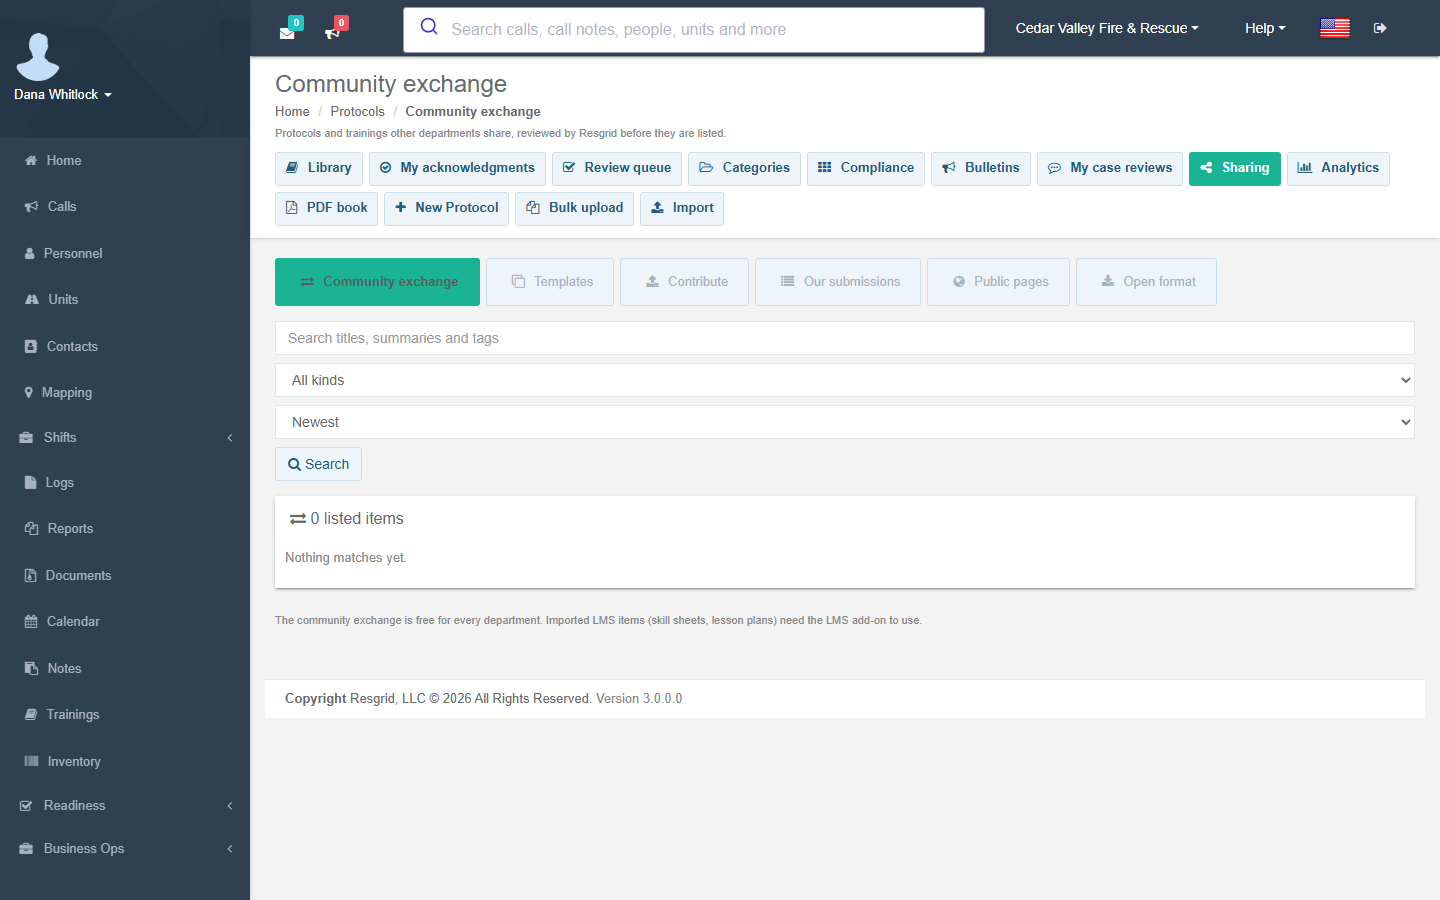 0
0
Search calls, call notes, people, units and more
Cedar Valley Fire & Rescue
Help
Dana Whitlock
Home
Calls
Personnel
Units
Contacts
Mapping
Shifts
Logs
Reports
Documents
Calendar
Notes
Trainings
Inventory
Readiness
Business Ops
Community exchange
Home / Protocols / Community exchange
Protocols and trainings other departments share, reviewed by Resgrid before they are listed.
Library
My acknowledgments
Review queue
Categories
Compliance
Bulletins
My case reviews
Sharing
Analytics
PDF book
New Protocol
Bulk upload
Import
Community exchange
Templates
Contribute
Our submissions
Public pages
Open format
Search titles, summaries and tags
All kinds
Newest
Search
0 listed items
Nothing matches yet.
The community exchange is free for every department. Imported LMS items (skill sheets, lesson plans) need the LMS add-on to use.
Copyright Resgrid, LLC © 2026 All Rights Reserved. Version 3.0.0.0